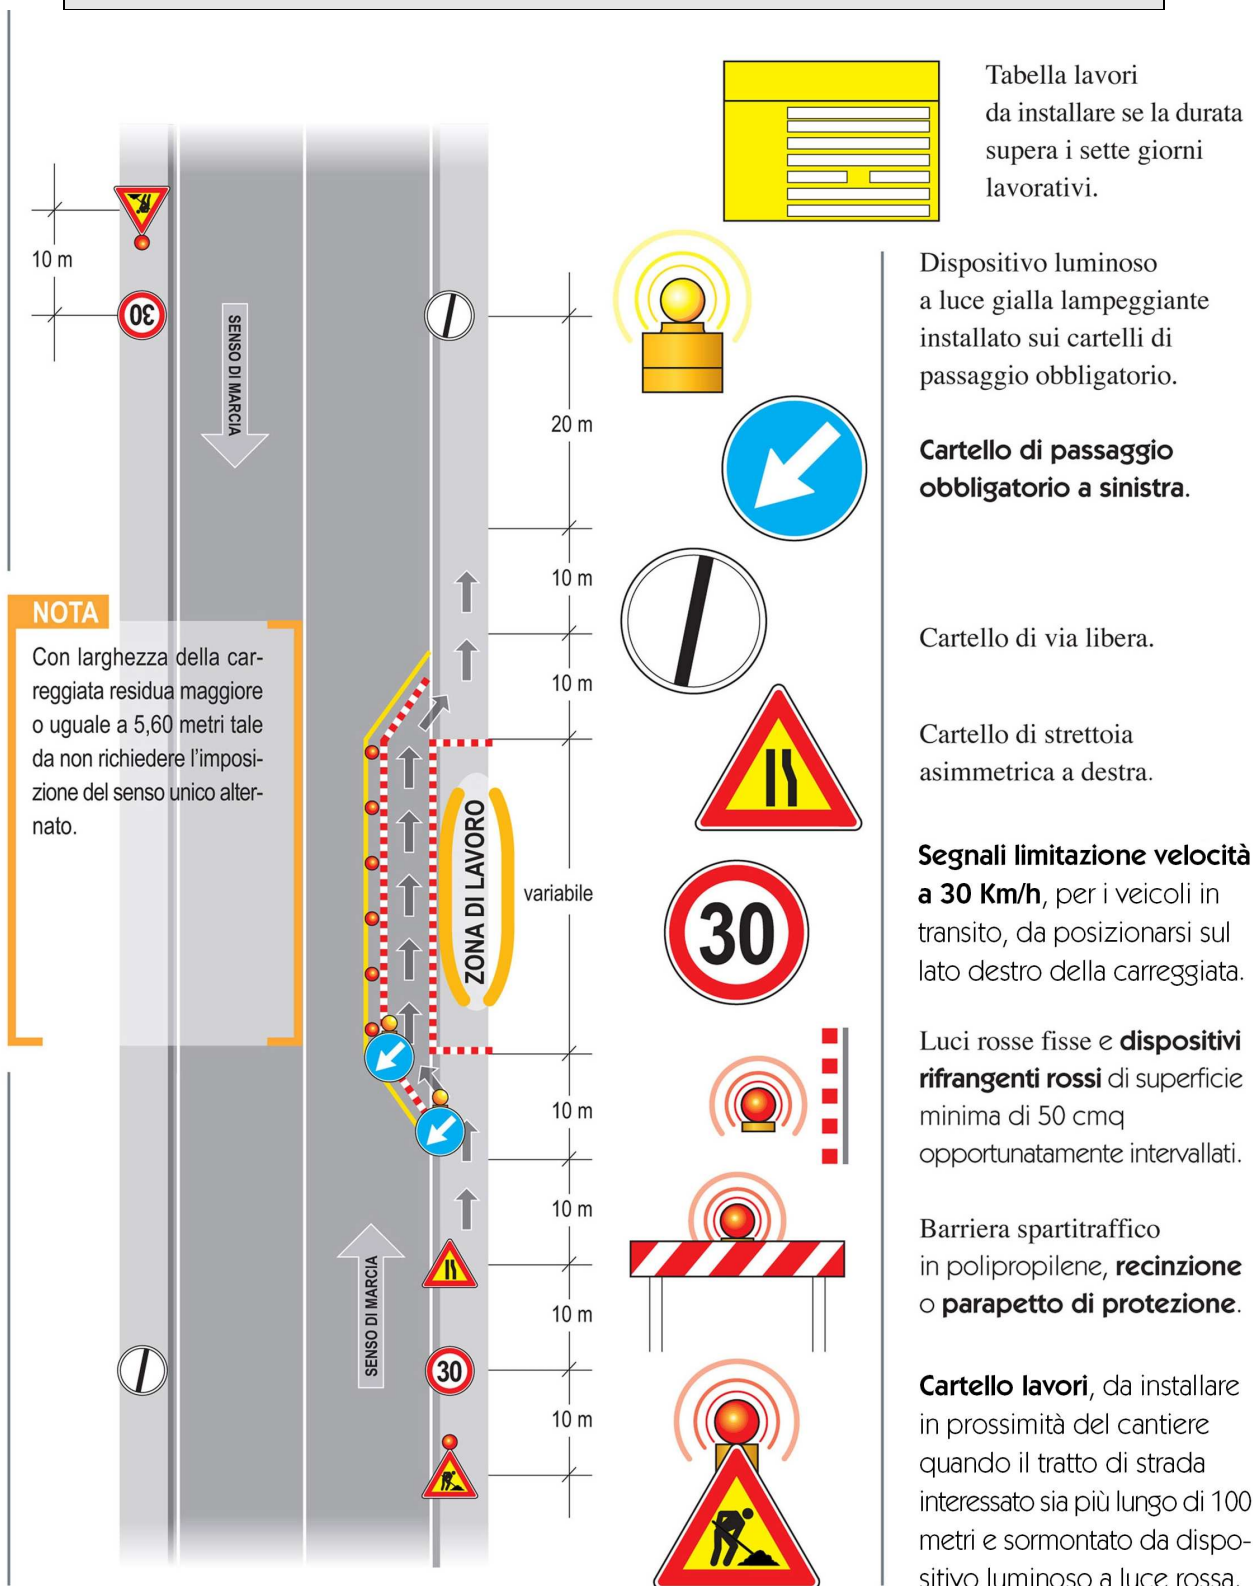 Tabella lavori
da installare se la durata
supera i sette giorni
lavorativi.
10 m
30
SENSO DI MARCIA
20 m
Dispositivo luminoso
a luce gialla lampeggiante
installato sui cartelli di
passaggio obbligatorio.
Cartello di passaggio
obbligatorio a sinistra.
10 m
NOTA
Con larghezza della car-
reggiata residua maggiore
o uguale a 5,60 metri tale
da non richiedere l'imposi-
zione del senso unico alter-
nato.
Cartello di via libera.
10 m
Cartello di strettoia
asimmetrica a destra.
ZONA DI LAVORO
variabile
30
Segnali limitazione velocità
a 30 Km/h, per i veicoli in
transito, da posizionarsi sul
lato destro della carreggiata.
Luci rosse fisse e dispositivi
rifrangenti rossi di superficie
minima di 50 cmq
opportunatamente intervallati.
10 m
10 m
Barriera spartitraffico
in polipropilene, recinzione
o parapetto di protezione.
SENSO DI MARCIA
10 m
30
10 m
Cartello lavori, da installare
in prossimità del cantiere
quando il tratto di strada
interessato sia più lungo di 100
metri e sormontato da dispo-
sitivo luminoso a luce rossa.